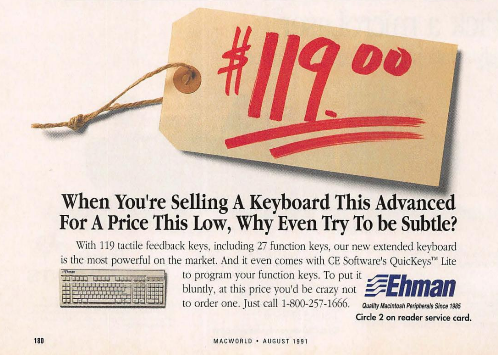 $119.00
When You're Selling A Keyboard This Advanced
For A Price This Low, Why Even Try To be Subtle?
With 119 tactile feedback keys, including 27 function keys, our new extended keyboard
is the most powerful on the market. And it even comes with CE Software's QuicKeys™ Lite
to program your function keys. To put it
bluntly, at this price you'd be crazy not
to order one. Just call 1-800-257-1666.
Ehman
Quality Macintosh Peripherals Since 1985
Circle 2 on reader service card.
180
MACWORLD • AUGUST 1991